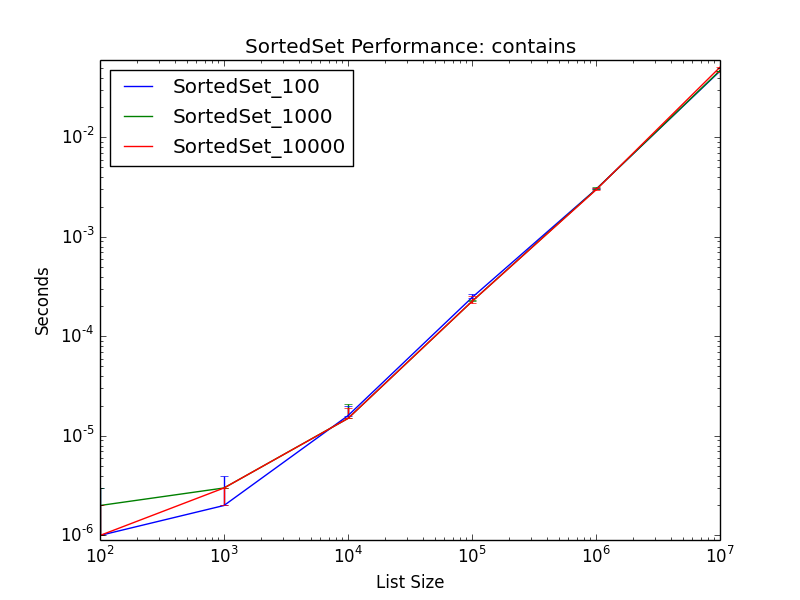 SortedSet Performance: contains
SortedSet_100
SortedSet_1000
SortedSet_10000
10^-2
10^-3
10^-4
10^-5
10^-6
Seconds
10^2 10^3 10^4 10^5 10^6 10^7
List Size